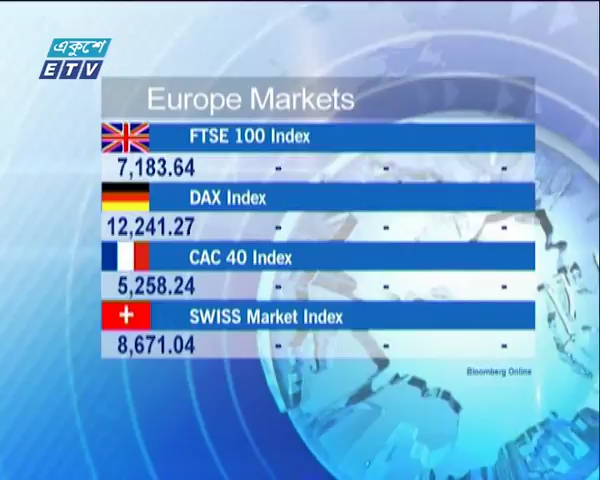 একুশে
ETV
Europe Markets
FTSE 100 Index
7,183.64 - - -
DAX Index
12,241.27 - - -
CAC 40 Index
5,258.24 - - -
SWISS Market Index
8,671.04 - - -
Bloomberg Online